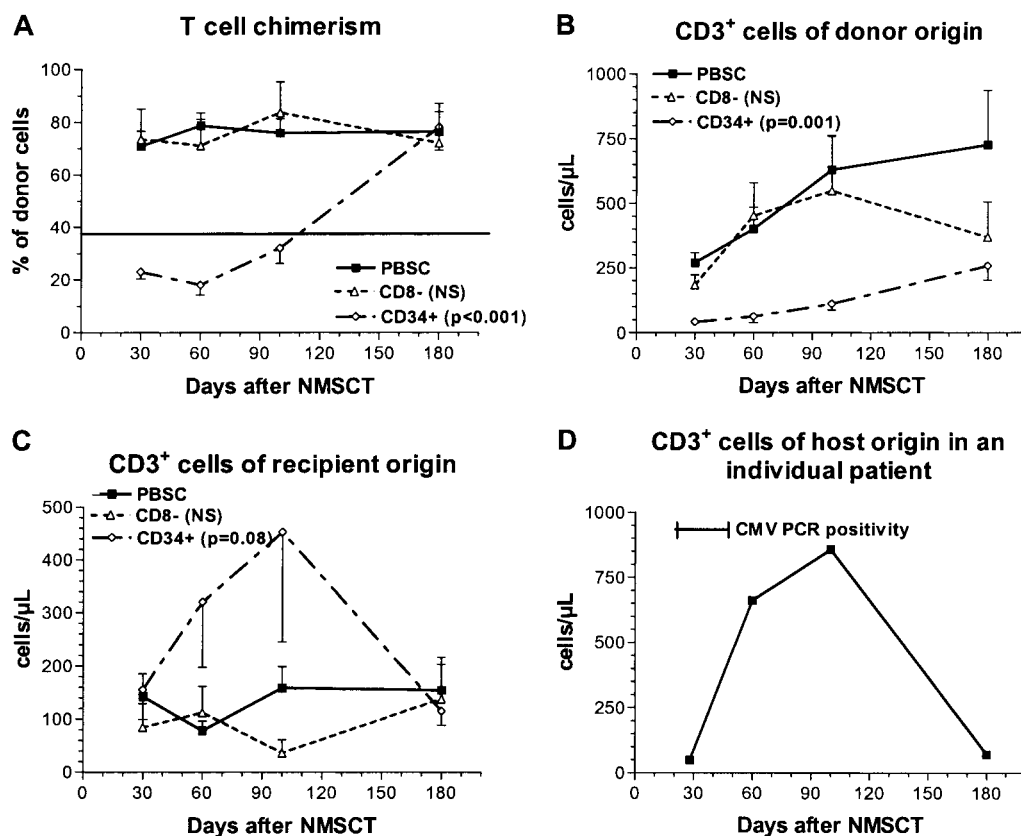 A
T cell chimerism
% of donor cells
100
80
60
40
20
0
PBSC
CD8- (NS)
CD34+ (p<0.001)
0 30 60 90 120 150 180
Days after NMSCT
B
CD3+ cells of donor origin
cells/µL
1000
750
500
250
0
PBSC
CD8- (NS)
CD34+ (p=0.001)
0 30 60 90 120 150 180
Days after NMSCT
C
CD3+ cells of recipient origin
cells/µL
500
400
300
200
100
0
PBSC
CD8- (NS)
CD34+ (p=0.08)
0 30 60 90 120 150 180
Days after NMSCT
D
CD3+ cells of host origin in an
individual patient
cells/µL
1000
750
500
250
0
CMV PCR positivity
0 30 60 90 120 150 180
Days after NMSCT